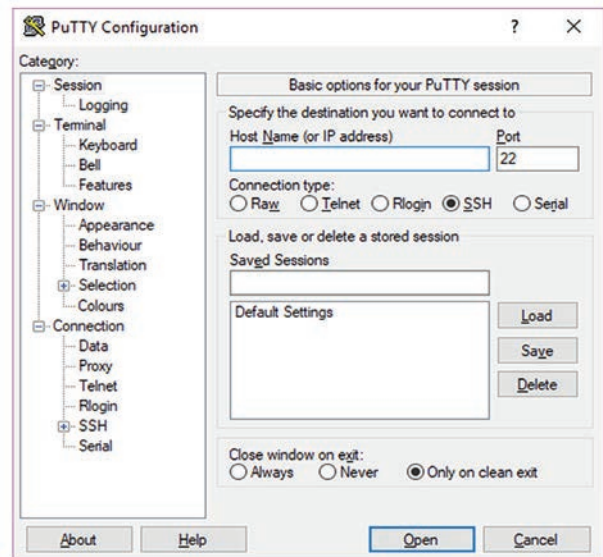 PuTTY Configuration
?
Category:
Session
Logging
Terminal
Keyboard
Bell
Features
Window
Appearance
Behaviour
Translation
Selection
Colours
Connection
Data
Proxy
Telnet
Rlogin
SSH
Serial
Basic options for your PuTTY session
Specify the destination you want to connect to
Host Name (or IP address) Port
22
Connection type:
Raw Telnet Rlogin SSH Serial
Load, save or delete a stored session
Saved Sessions
Default Settings
Load
Save
Delete
Close window on exit:
Always Never Only on clean exit
About Help Open Cancel